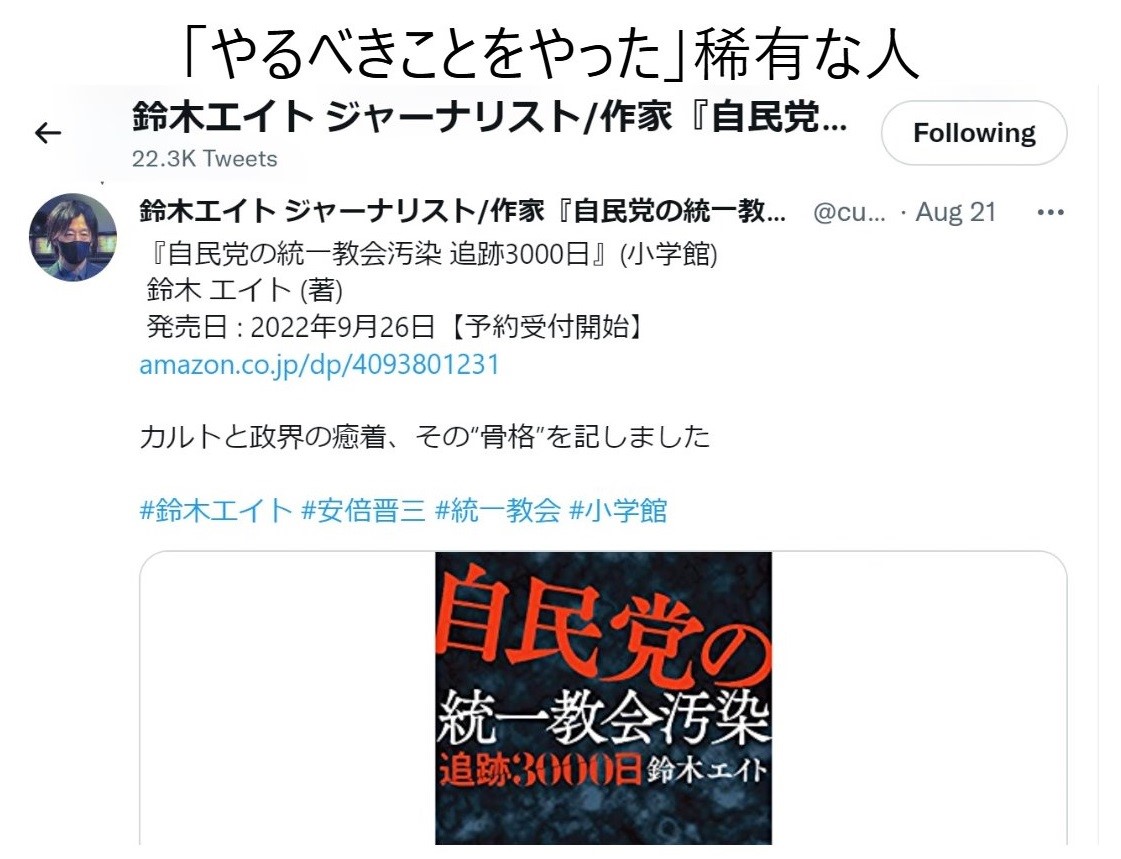 「やるべきことをやった」稀有な人
鈴木エイト ジャーナリスト/作家『自民党...
22.3K Tweets
Following
鈴木エイト ジャーナリスト/作家『自民党の統一教... @cu... · Aug 21
『自民党の統一教会汚染 追跡3000日』(小学館)
鈴木 エイト (著)
発売日 : 2022年9月26日【予約受付開始】
amazon.co.jp/dp/4093801231
カルトと政界の癒着、その“骨格”を記しました
#鈴木エイト #安倍晋三 #統一教会 #小学館
自民党の
統一教会汚染
追跡3000日 鈴木エイト